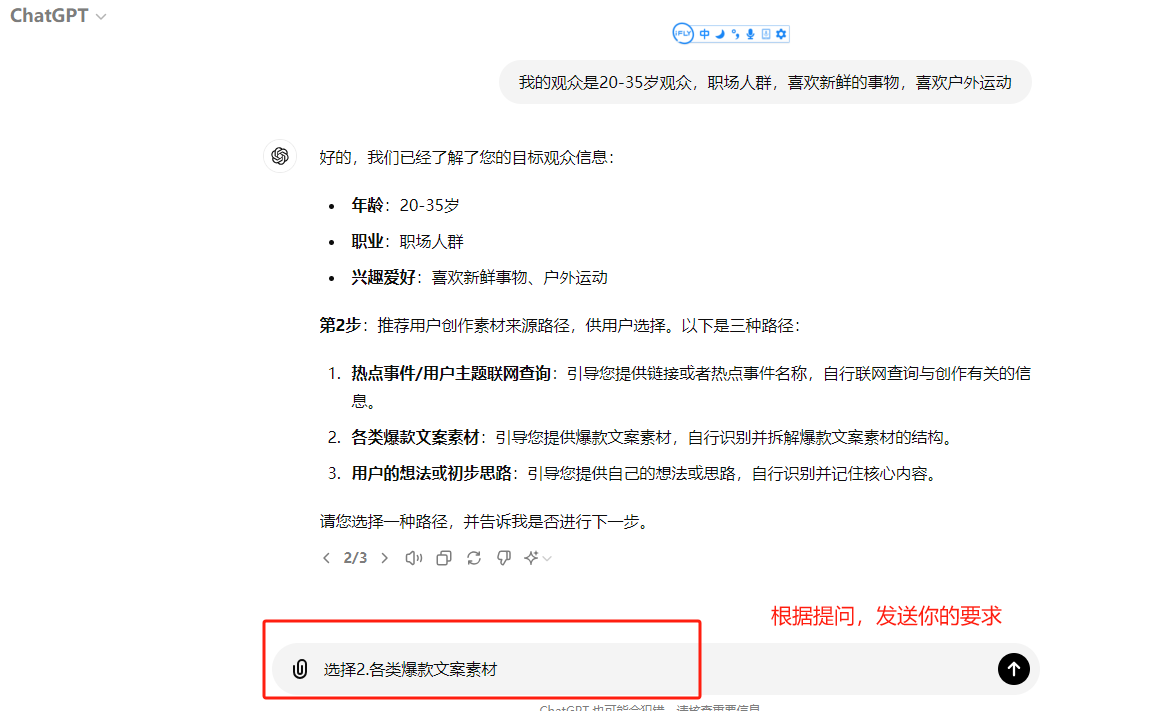 ChatGPT
iFLY 中
我的观众是20-35岁观众，职场人群，喜欢新鲜的事物，喜欢户外运动
好的，我们已经了解了您的目标观众信息：
• 年龄：20-35岁
• 职业：职场人群
• 兴趣爱好：喜欢新鲜事物、户外运动
第2步：推荐用户创作素材来源路径，供用户选择。以下是三种路径：
1. 热点事件/用户主题联网查询：引导您提供链接或者热点事件名称，自行联网查询与创作有关的信
息。
2. 各类爆款文案素材：引导您提供爆款文案素材，自行识别并拆解爆款文案素材的结构。
3. 用户的想法或初步思路：引导您提供自己的想法或思路，自行识别并记住核心内容。
请您选择一种路径，并告诉我是否进行下一步。
2/3
根据提问，发送你的要求
选择2.各类爆款文案素材
ChatGPT 也可能会犯错。请核查重要信息。